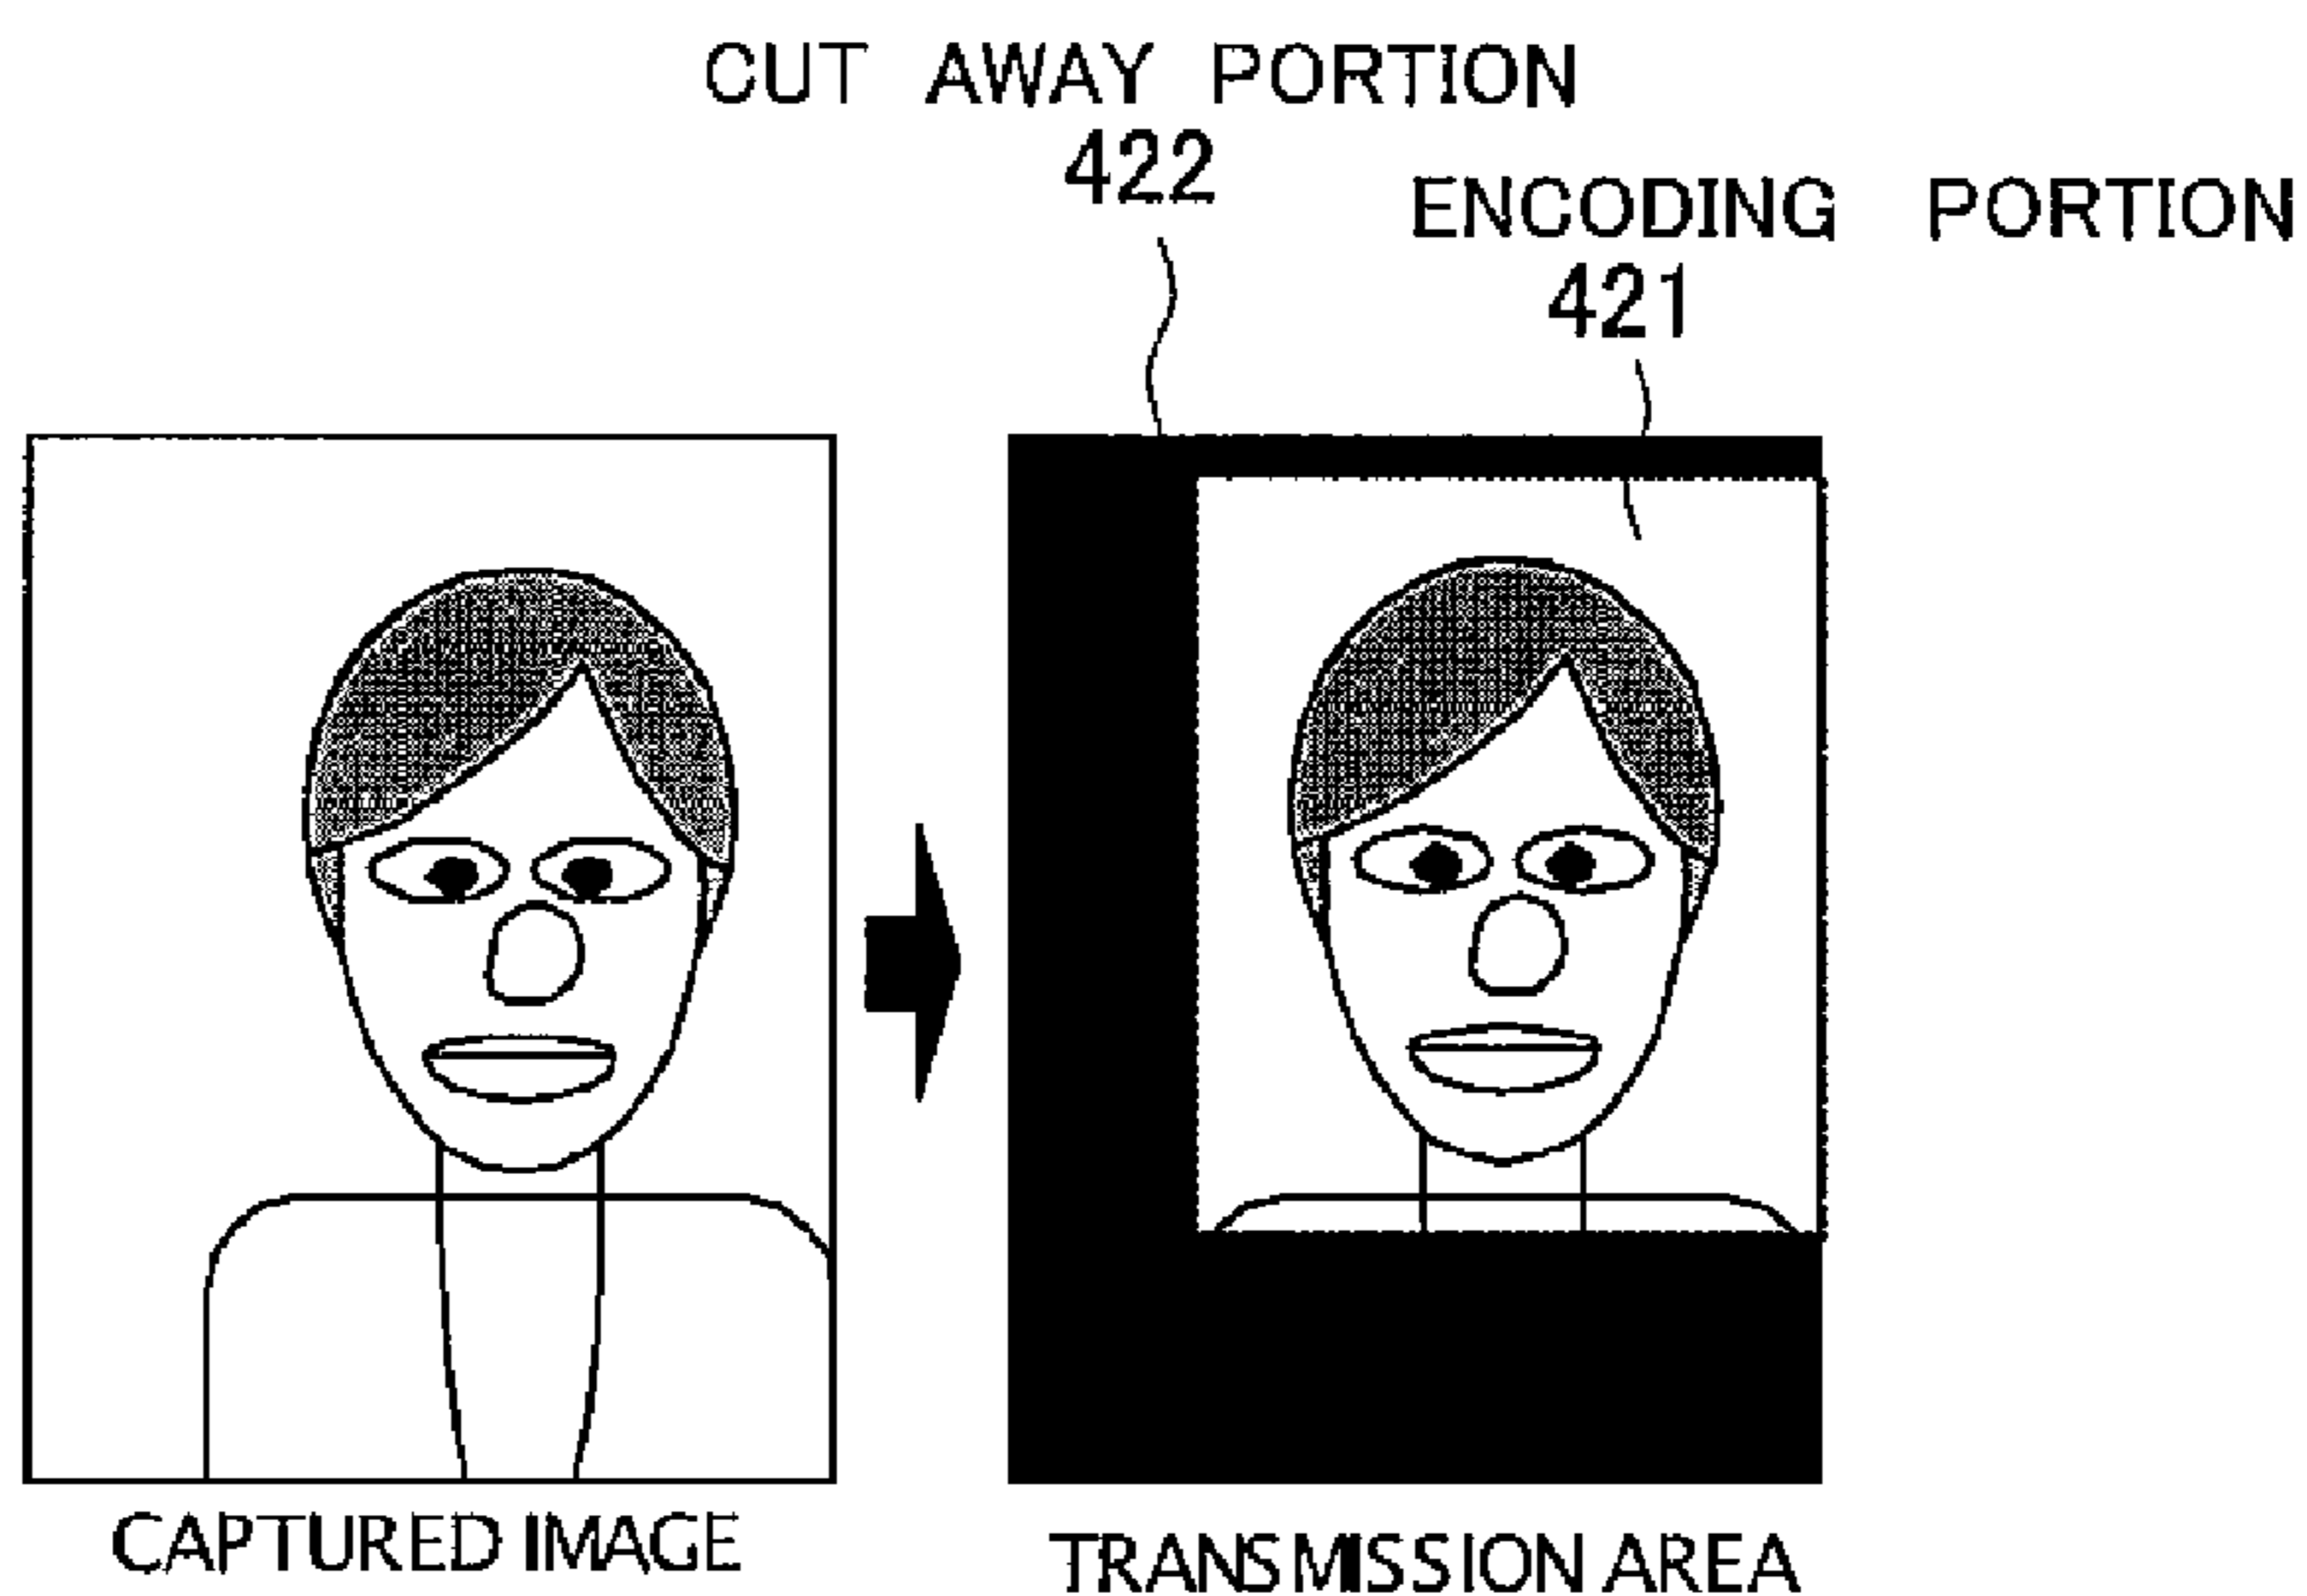 CUT AWAY PORTION
422
ENCODING PORTION
421
CAPTURED IMAGE
TRANSMISSION AREA